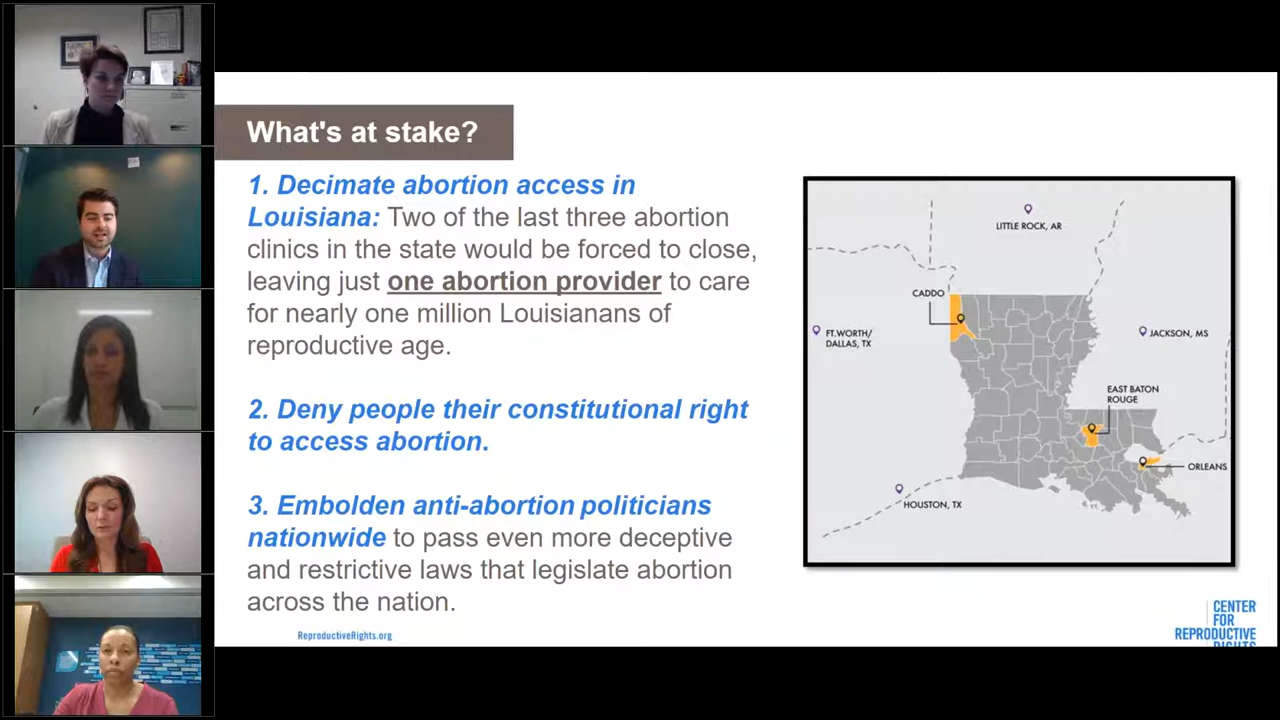 What's at stake?
1. Decimate abortion access in
Louisiana: Two of the last three abortion
clinics in the state would be forced to close,
leaving just one abortion provider to care
for nearly one million Louisianans of
reproductive age.
2. Deny people their constitutional right
to access abortion.
3. Embolden anti-abortion politicians
nationwide to pass even more deceptive
and restrictive laws that legislate abortion
across the nation.
ReproductiveRights.org
LITTLE ROCK, AR
CADDO
FT.WORTH/
DALLAS, TX
JACKSON, MS
EAST BATON
ROUGE
ORLEANS
HOUSTON, TX
CENTER
FOR
REPRODUCTIVE
RIGHTS